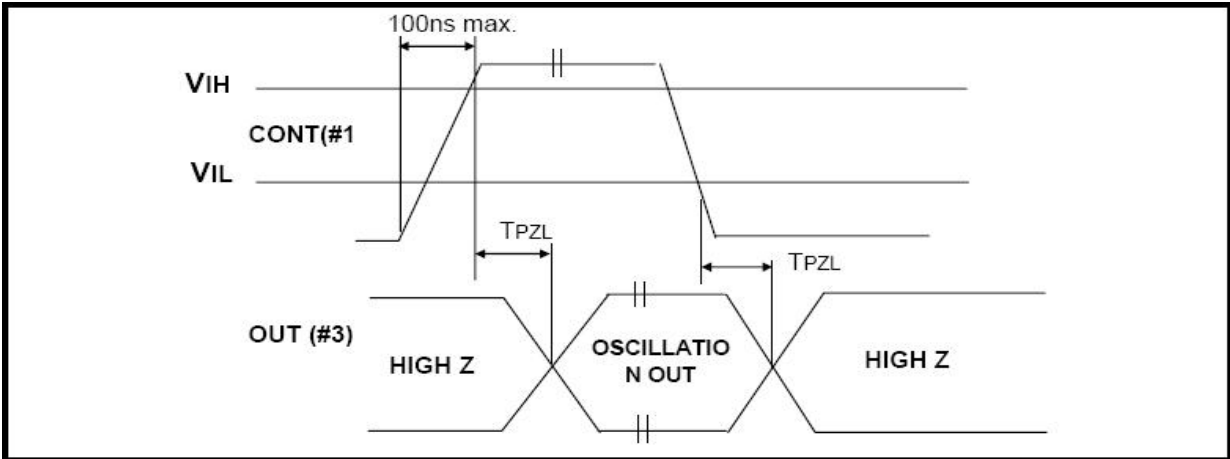 100ns max.
VIH
CONT(#1
VIL
TPZL
TPZL
OUT (#3)
HIGH Z
OSCILLATIO
N OUT
HIGH Z